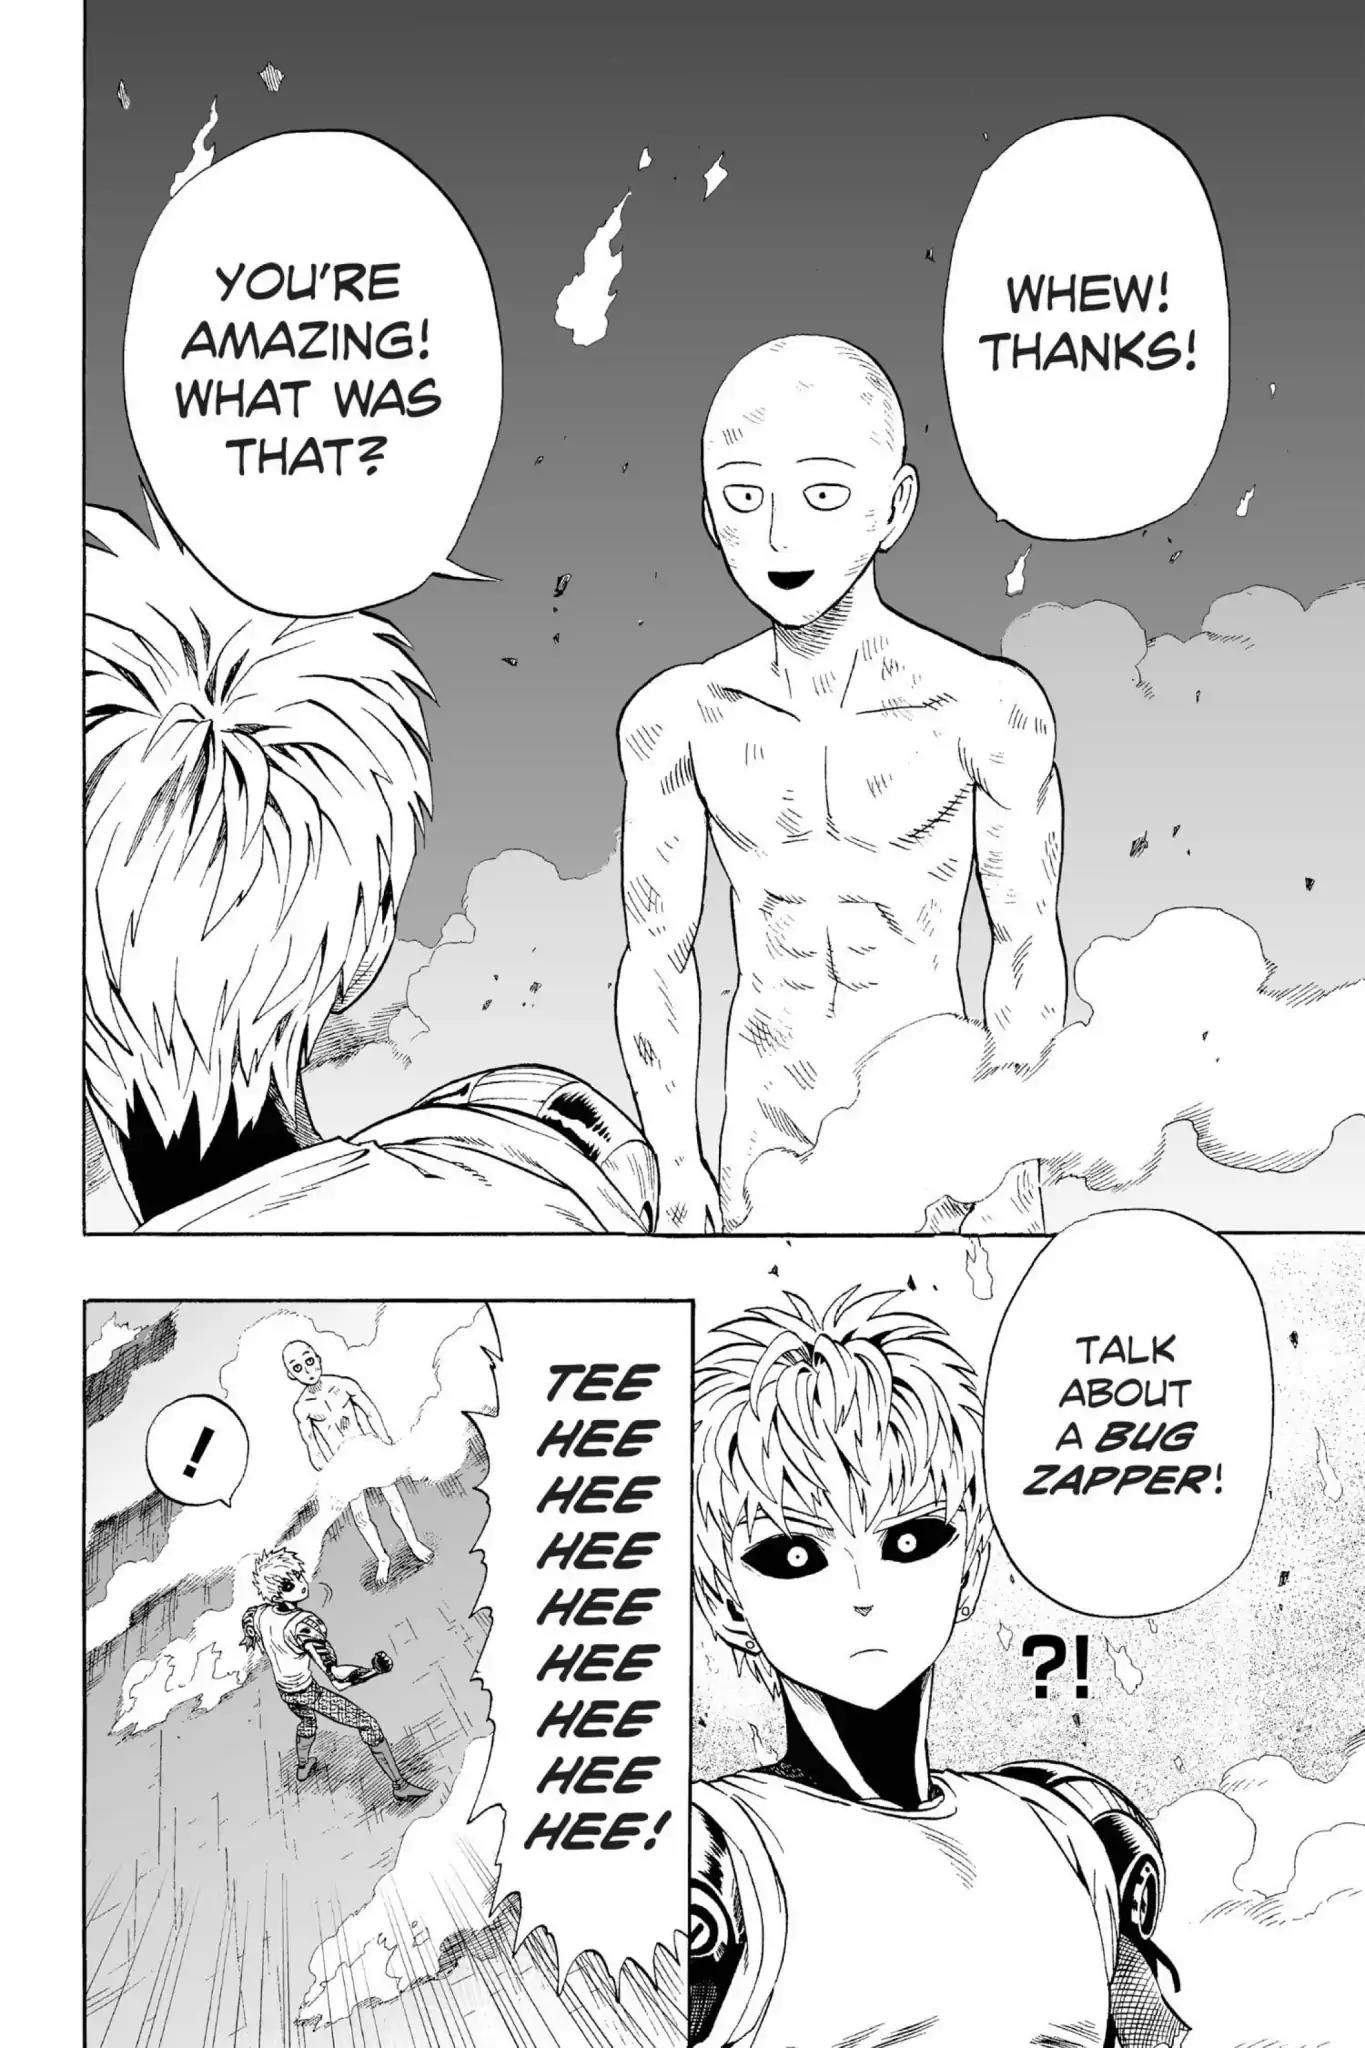 WHEW!
THANKS!
YOU'RE
AMAZING!
WHAT WAS
THAT?
TALK
ABOUT
A BUG
ZAPPER!
?!
TEE
HEE
HEE
HEE
HEE
HEE
HEE
HEE
HEE!
!